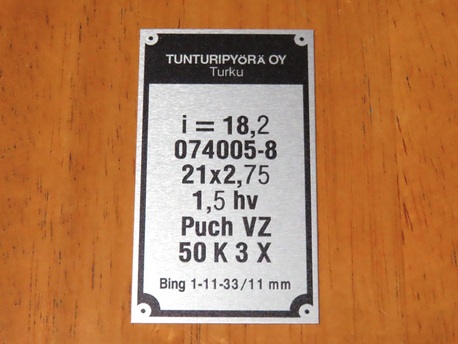 TUNTURIPYÖRÄ OY
Turku
i = 18,2
074005-8
21x2,75
1,5 hv
Puch VZ
50 K 3 X
Bing 1-11-33/11 mm